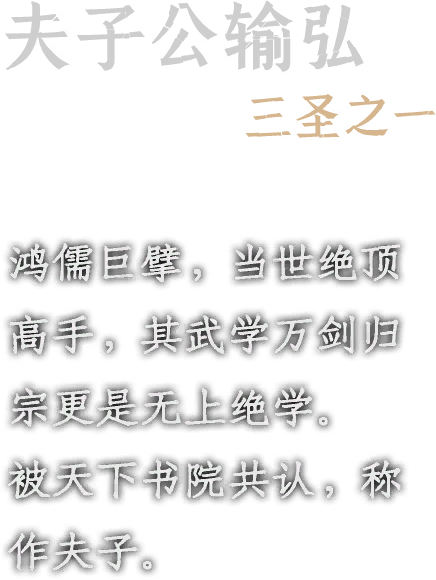 夫子公输弘
三圣之一
鸿儒巨擘，当世绝顶
高手，其武学万剑归
宗更是无上绝学。
被天下书院共认，称
作夫子。